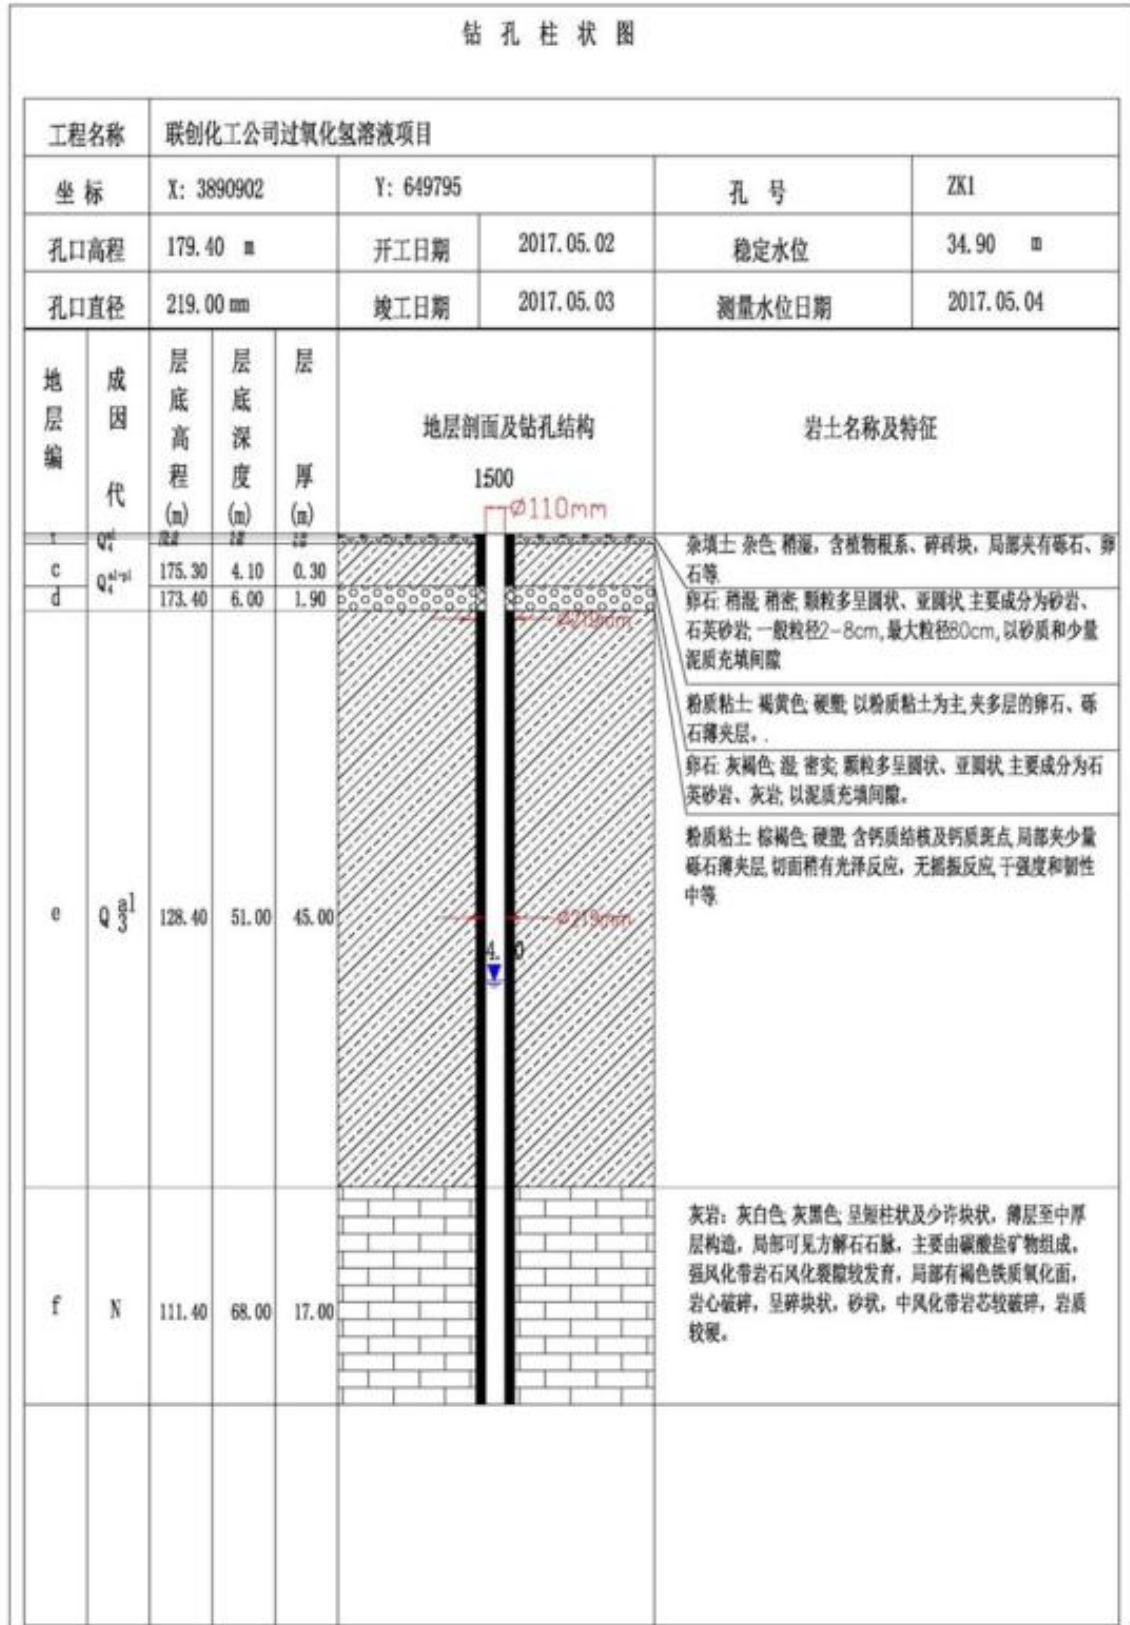 钻 孔 柱 状 图
工程名称 联创化工公司过氧化氢溶液项目
坐 标 X: 3890902 Y: 649795 孔 号 ZK1
孔口高程 179.40 m 开工日期 2017.05.02 稳定水位 34.90 m
孔口直径 219.00 mm 竣工日期 2017.05.03 测量水位日期 2017.05.04
地层编 成因代 层底高程(m) 层底深度(m) 层厚(m) 地层剖面及钻孔结构 岩土名称及特征
1:500
Ø110mm
c 175.30 4.10 0.30
Q₄ᵃˡ⁻ᵖˡ
d 173.40 6.00 1.90
Ø219mm
杂填土: 杂色, 稍湿, 含植物根系、碎砖块, 局部夹有砾石、卵
石等.
卵石: 稍湿, 稍密, 颗粒多呈圆状、亚圆状, 主要成分为砂岩、
石英砂岩; 一般粒径2-8cm, 最大粒径80cm, 以砂质和少量
泥质充填间隙
粉质粘土: 褐黄色, 硬塑, 以粉质粘土为主, 夹多层的卵石、砾
石薄夹层。.
卵石: 灰褐色, 湿, 密实, 颗粒多呈圆状、亚圆状, 主要成分为石
英砂岩、灰岩; 以泥质充填间隙。
粉质粘土: 棕褐色, 硬塑, 含钙质结核及钙质斑点, 局部夹少量
砾石薄夹层, 切面稍有光泽反应, 无摇振反应, 干强度和韧性
中等.
e Q₃ᵃˡ 128.40 51.00 45.00
Ø219mm
灰岩: 灰白色, 灰黑色; 呈短柱状及少许块状, 薄层至中厚
层构造, 局部可见方解石石脉, 主要由碳酸盐矿物组成,
强风化带岩石风化裂隙较发育, 局部有褐色铁质氧化面,
岩心破碎, 呈碎块状, 砂状, 中风化带岩芯较破碎, 岩质
较硬。
f N 111.40 68.00 17.00